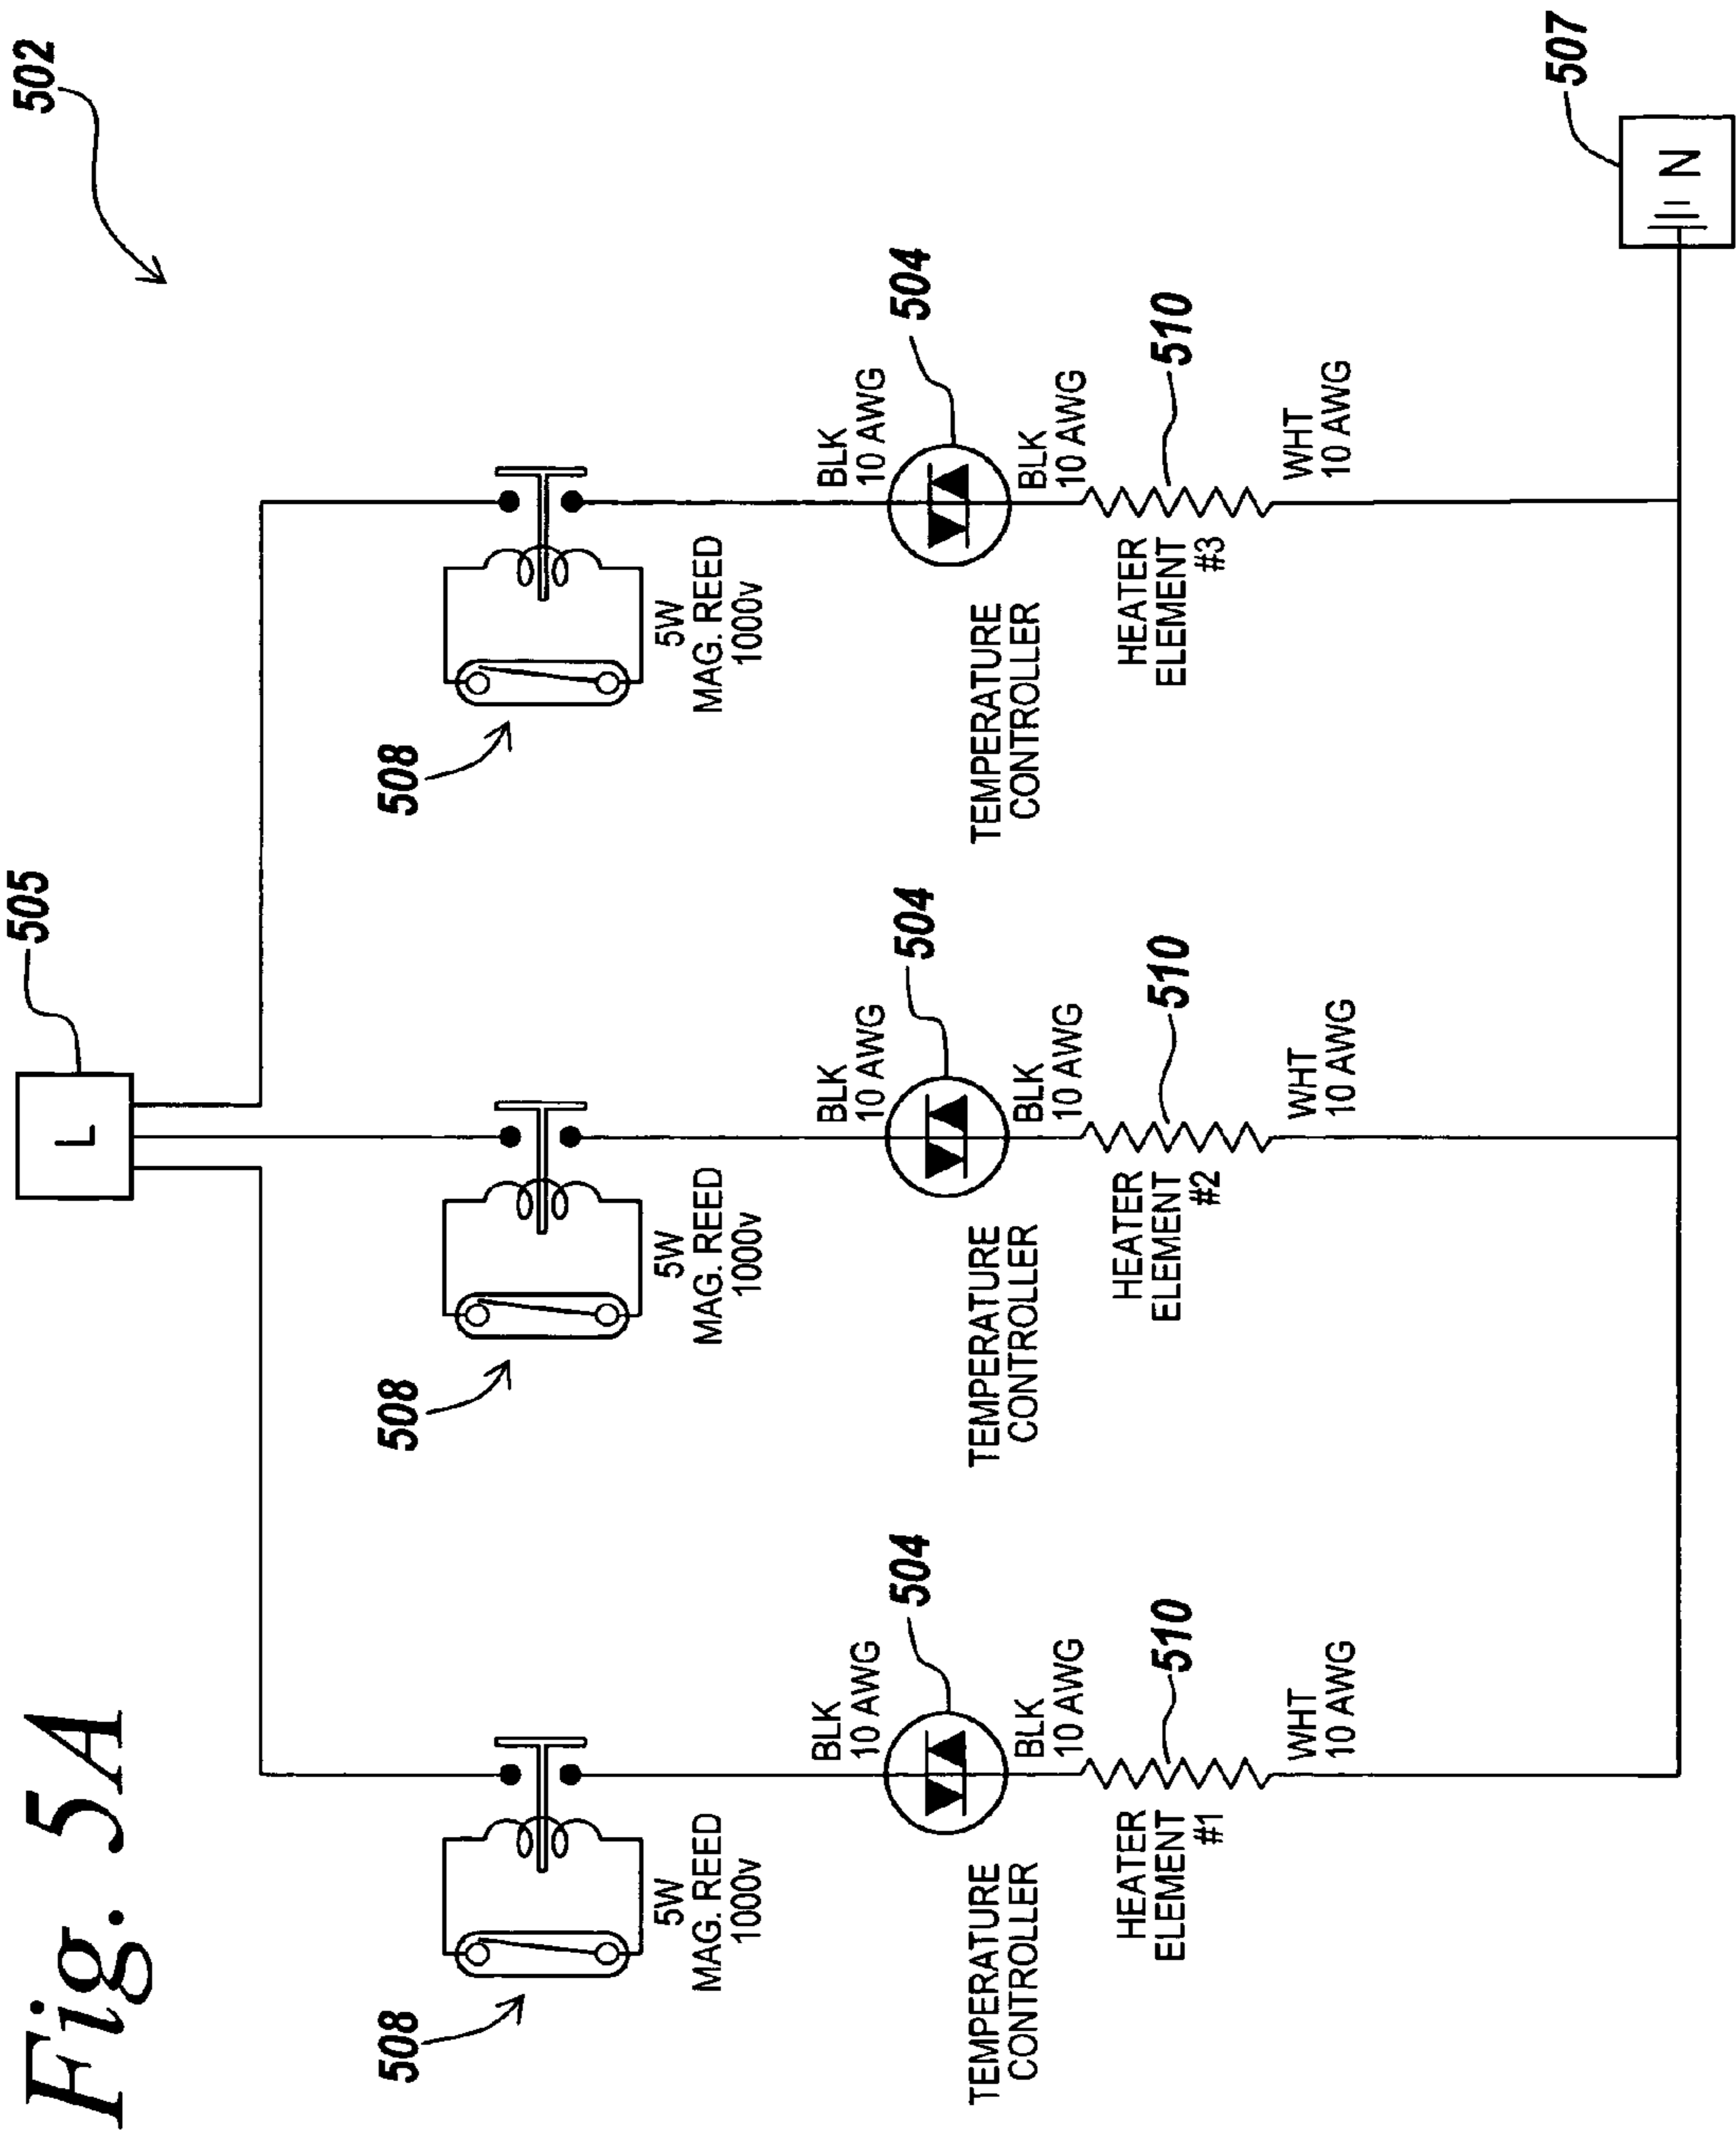 Fig. 5A
502
505
L
508
5W
MAG. REED
1000v
508
5W
MAG. REED
1000v
508
5W
MAG. REED
1000v
BLK
10 AWG
504
BLK
10 AWG
504
BLK
10 AWG
504
TEMPERATURE
CONTROLLER
TEMPERATURE
CONTROLLER
TEMPERATURE
CONTROLLER
BLK
10 AWG
BLK
10 AWG
BLK
10 AWG
HEATER
ELEMENT
#1
510
HEATER
ELEMENT
#2
510
HEATER
ELEMENT
#3
510
WHT
10 AWG
WHT
10 AWG
WHT
10 AWG
507
N